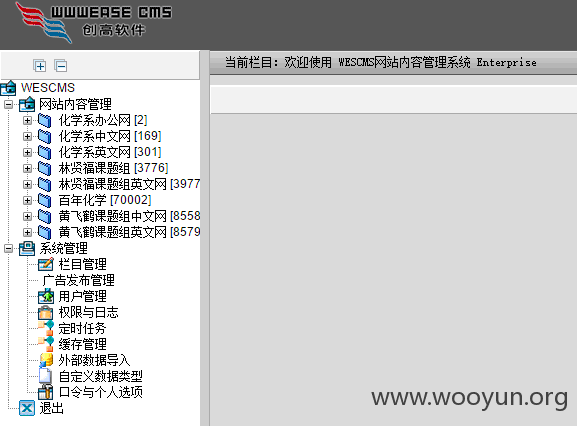 WWWEASE CMS
创高软件
当前栏目：欢迎使用 WESCMS网站内容管理系统 Enterprise
WESCMS
网站内容管理
化学系办公网 [2]
化学系中文网 [169]
化学系英文网 [301]
林贤福课题组 [3776]
林贤福课题组英文网 [3977
百年化学 [70002]
黄飞鹤课题组中文网 [8558
黄飞鹤课题组英文网 [8579
系统管理
栏目管理
广告发布管理
用户管理
权限与日志
定时任务
缓存管理
外部数据导入
自定义数据类型
口令与个人选项
退出
www.wooyun.org